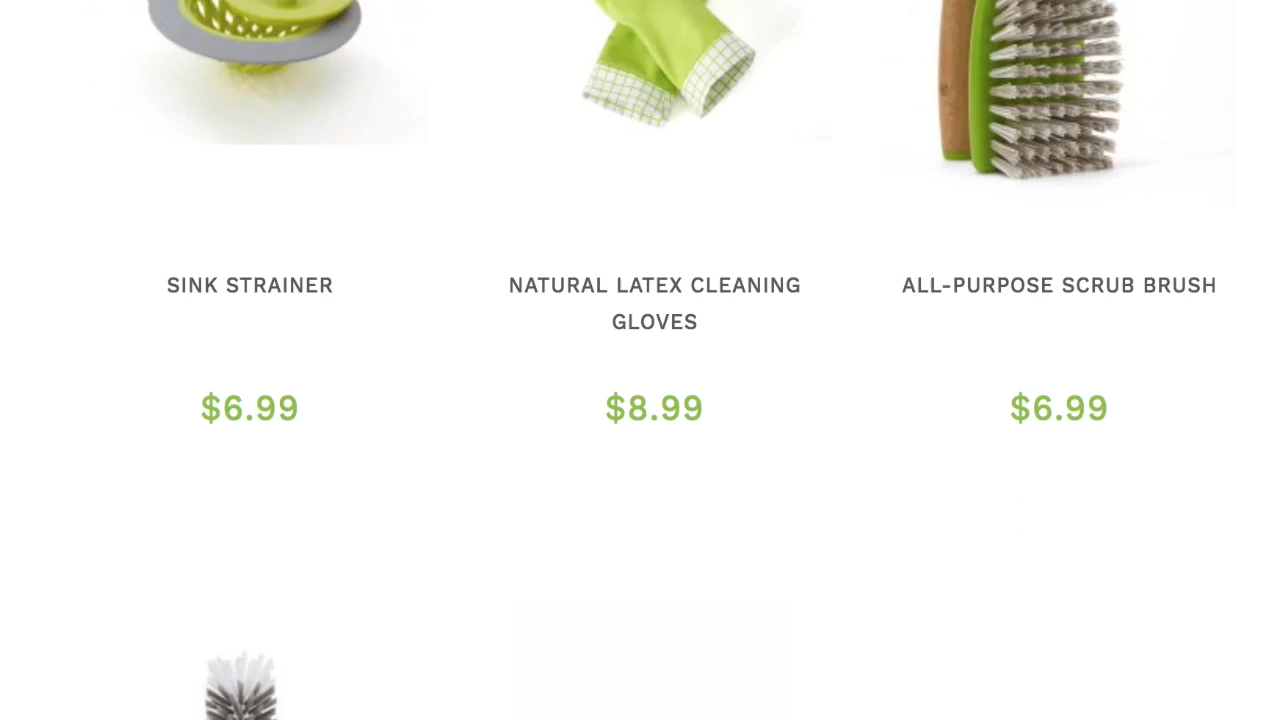 SINK STRAINER
NATURAL LATEX CLEANING
GLOVES
ALL-PURPOSE SCRUB BRUSH
$6.99
$8.99
$6.99